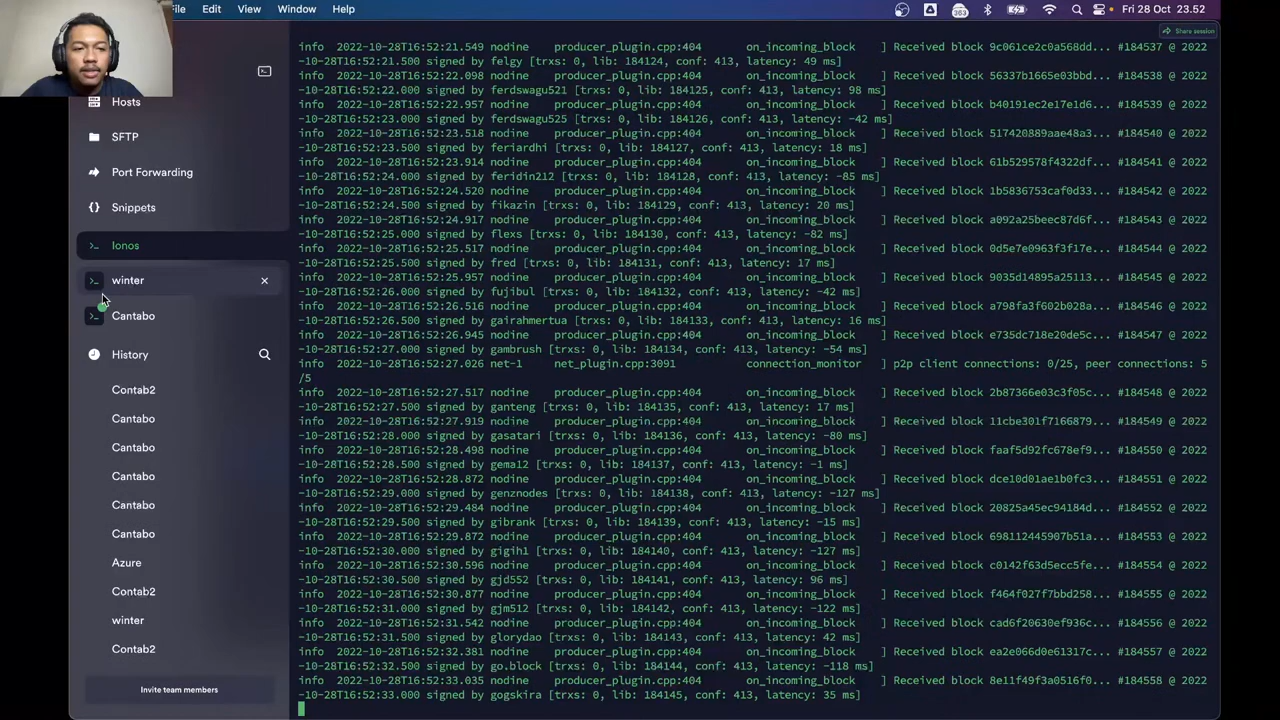 File Edit View Window Help
263
Fri 28 Oct 23.52
Share session
Hosts
SFTP
Port Forwarding
Snippets
Ionos
winter
Cantabo
History
Contab2
Cantabo
Cantabo
Cantabo
Cantabo
Cantabo
Azure
Contab2
winter
Contab2
Invite team members
info 2022-10-28T16:52:21.549 nodine producer_plugin.cpp:404 on_incoming_block ] Received block 9c061ce2c0a568dd... #184537 @ 2022
-10-28T16:52:21.500 signed by felgy [trxs: 0, lib: 184124, conf: 413, latency: 49 ms]
info 2022-10-28T16:52:22.098 nodine producer_plugin.cpp:404 on_incoming_block ] Received block 56337b1665e03bbd... #184538 @ 2022
-10-28T16:52:22.000 signed by ferdswagu521 [trxs: 0, lib: 184125, conf: 413, latency: 98 ms]
info 2022-10-28T16:52:22.957 nodine producer_plugin.cpp:404 on_incoming_block ] Received block b40191ec2e17e1d6... #184539 @ 2022
-10-28T16:52:23.000 signed by ferdswagu525 [trxs: 0, lib: 184126, conf: 413, latency: -42 ms]
info 2022-10-28T16:52:23.518 nodine producer_plugin.cpp:404 on_incoming_block ] Received block 517420889aae48a3... #184540 @ 2022
-10-28T16:52:23.500 signed by feriardhi [trxs: 0, lib: 184127, conf: 413, latency: 18 ms]
info 2022-10-28T16:52:23.914 nodine producer_plugin.cpp:404 on_incoming_block ] Received block 61b529578f4322df... #184541 @ 2022
-10-28T16:52:24.000 signed by feridin212 [trxs: 0, lib: 184128, conf: 413, latency: -85 ms]
info 2022-10-28T16:52:24.520 nodine producer_plugin.cpp:404 on_incoming_block ] Received block 1b5836753caf0d33... #184542 @ 2022
-10-28T16:52:24.500 signed by fikazin [trxs: 0, lib: 184129, conf: 413, latency: 20 ms]
info 2022-10-28T16:52:24.917 nodine producer_plugin.cpp:404 on_incoming_block ] Received block a092a25beec87d6f... #184543 @ 2022
-10-28T16:52:25.000 signed by flexs [trxs: 0, lib: 184130, conf: 413, latency: -82 ms]
info 2022-10-28T16:52:25.517 nodine producer_plugin.cpp:404 on_incoming_block ] Received block 0d5e7e0963f3f17e... #184544 @ 2022
-10-28T16:52:25.500 signed by fred [trxs: 0, lib: 184131, conf: 413, latency: 17 ms]
info 2022-10-28T16:52:25.957 nodine producer_plugin.cpp:404 on_incoming_block ] Received block 9035d14895a25113... #184545 @ 2022
-10-28T16:52:26.000 signed by fujibul [trxs: 0, lib: 184132, conf: 413, latency: -42 ms]
info 2022-10-28T16:52:26.516 nodine producer_plugin.cpp:404 on_incoming_block ] Received block a798fa3f602b028a... #184546 @ 2022
-10-28T16:52:26.500 signed by gairahmertua [trxs: 0, lib: 184133, conf: 413, latency: 16 ms]
info 2022-10-28T16:52:26.945 nodine producer_plugin.cpp:404 on_incoming_block ] Received block e735dc718e20de5c... #184547 @ 2022
-10-28T16:52:27.000 signed by gambrush [trxs: 0, lib: 184134, conf: 413, latency: -54 ms]
info 2022-10-28T16:52:27.026 net-1 net_plugin.cpp:3091 connection_monitor ] p2p client connections: 0/25, peer connections: 5
/5
info 2022-10-28T16:52:27.517 nodine producer_plugin.cpp:404 on_incoming_block ] Received block 2b87366e03c3f05c... #184548 @ 2022
-10-28T16:52:27.500 signed by ganteng [trxs: 0, lib: 184135, conf: 413, latency: 17 ms]
info 2022-10-28T16:52:27.919 nodine producer_plugin.cpp:404 on_incoming_block ] Received block 11cbe301f7166879... #184549 @ 2022
-10-28T16:52:28.000 signed by gasatari [trxs: 0, lib: 184136, conf: 413, latency: -80 ms]
info 2022-10-28T16:52:28.498 nodine producer_plugin.cpp:404 on_incoming_block ] Received block faaf5d92fc678ef9... #184550 @ 2022
-10-28T16:52:28.500 signed by gema12 [trxs: 0, lib: 184137, conf: 413, latency: -1 ms]
info 2022-10-28T16:52:28.872 nodine producer_plugin.cpp:404 on_incoming_block ] Received block dce10d01ae1b0fc3... #184551 @ 2022
-10-28T16:52:29.000 signed by genznodes [trxs: 0, lib: 184138, conf: 413, latency: -127 ms]
info 2022-10-28T16:52:29.484 nodine producer_plugin.cpp:404 on_incoming_block ] Received block 20825a45ec94184d... #184552 @ 2022
-10-28T16:52:29.500 signed by gibrank [trxs: 0, lib: 184139, conf: 413, latency: -15 ms]
info 2022-10-28T16:52:29.872 nodine producer_plugin.cpp:404 on_incoming_block ] Received block 698112445907b51a... #184553 @ 2022
-10-28T16:52:30.000 signed by gigih1 [trxs: 0, lib: 184140, conf: 413, latency: -127 ms]
info 2022-10-28T16:52:30.596 nodine producer_plugin.cpp:404 on_incoming_block ] Received block c0142f63d5ecc5fe... #184554 @ 2022
-10-28T16:52:30.500 signed by gjd552 [trxs: 0, lib: 184141, conf: 413, latency: 96 ms]
info 2022-10-28T16:52:30.877 nodine producer_plugin.cpp:404 on_incoming_block ] Received block f464f027f7bbd258... #184555 @ 2022
-10-28T16:52:31.000 signed by gjm512 [trxs: 0, lib: 184142, conf: 413, latency: -122 ms]
info 2022-10-28T16:52:31.542 nodine producer_plugin.cpp:404 on_incoming_block ] Received block cad6f20630ef936c... #184556 @ 2022
-10-28T16:52:31.500 signed by glorydao [trxs: 0, lib: 184143, conf: 413, latency: 42 ms]
info 2022-10-28T16:52:32.381 nodine producer_plugin.cpp:404 on_incoming_block ] Received block ea2e066d0e61317c... #184557 @ 2022
-10-28T16:52:32.500 signed by go.block [trxs: 0, lib: 184144, conf: 413, latency: -118 ms]
info 2022-10-28T16:52:33.035 nodine producer_plugin.cpp:404 on_incoming_block ] Received block 8e11f49f3a0516f0... #184558 @ 2022
-10-28T16:52:33.000 signed by gogskira [trxs: 0, lib: 184145, conf: 413, latency: 35 ms]